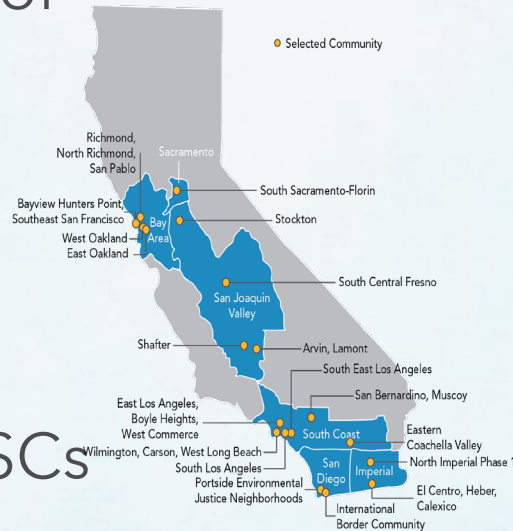 Selected Community
Richmond,
North Richmond,
San Pablo
Sacramento
South Sacramento-Florin
Bayview Hunters Point,
Southeast San Francisco
Bay
Area
Stockton
West Oakland
East Oakland
South Central Fresno
San Joaquin
Valley
Shafter
Arvin, Lamont
South East Los Angeles
San Bernardino, Muscoy
East Los Angeles,
Boyle Heights,
West Commerce
South Coast
Eastern
Coachella Valley
SCs
Wilmington, Carson, West Long Beach
South Los Angeles
San
Diego
Imperial
North Imperial Phase 1
Portside Environmental
Justice Neighborhoods
El Centro, Heber,
Calexico
International
Border Community